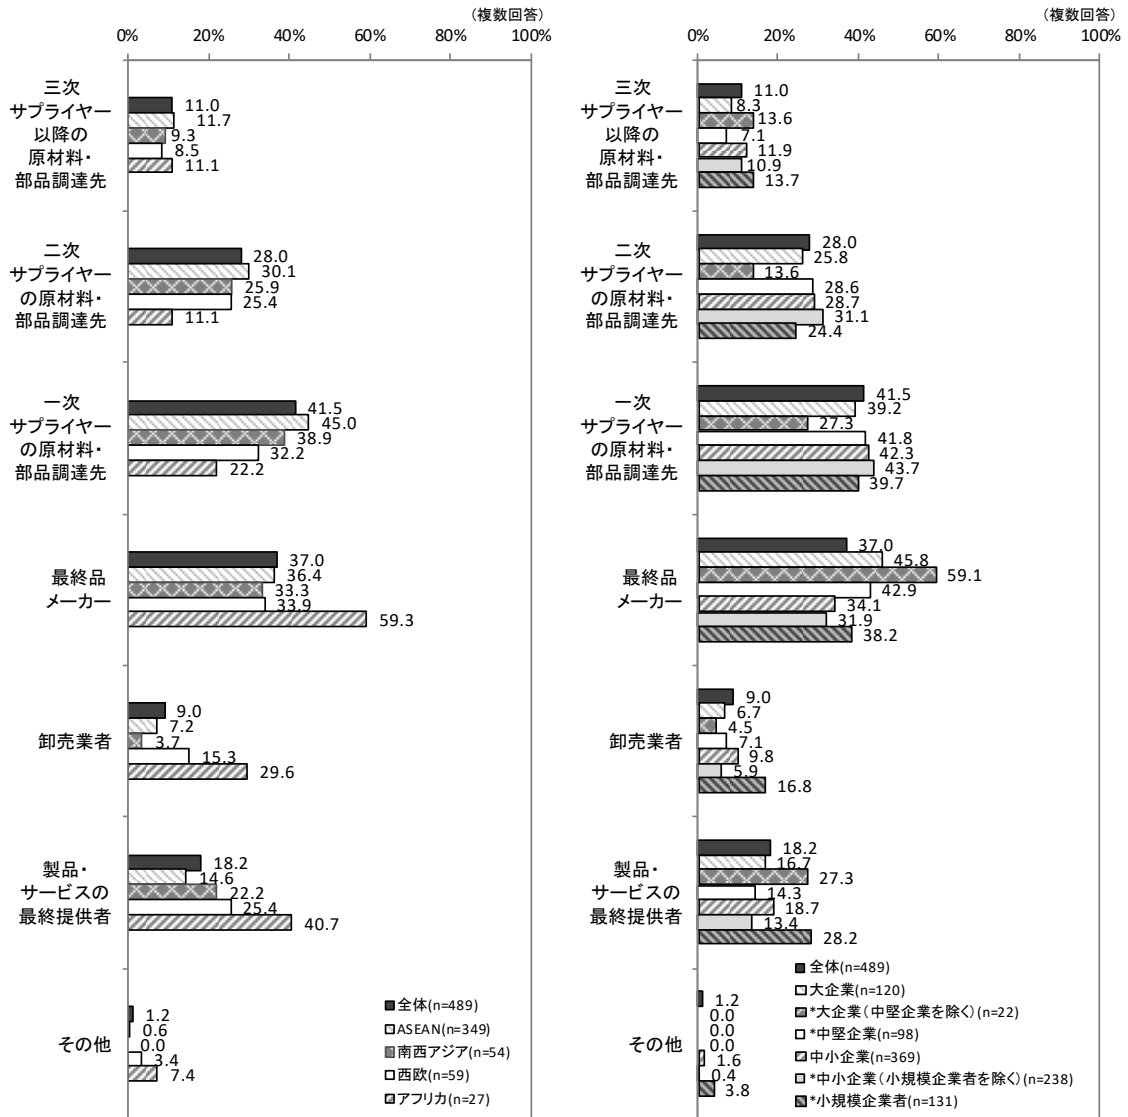 （複数回答）
0% 20% 40% 60% 80% 100%
三次
サプライヤー
以降の
原材料・
部品調達先
11.0
11.7
9.3
8.5
11.1
二次
サプライヤー
の原材料・
部品調達先
28.0
30.1
25.9
25.4
11.1
一次
サプライヤー
の原材料・
部品調達先
41.5
45.0
38.9
32.2
22.2
最終品
メーカー
37.0
36.4
33.3
33.9
59.3
卸売業者
9.0
7.2
3.7
15.3
29.6
製品・
サービスの
最終提供者
18.2
14.6
22.2
25.4
40.7
その他
1.2
0.6
0.0
3.4
7.4
全体(n=489)
ASEAN(n=349)
南西アジア(n=54)
西欧(n=59)
アフリカ(n=27)
（複数回答）
0% 20% 40% 60% 80% 100%
三次
サプライヤー
以降の
原材料・
部品調達先
11.0
8.3
13.6
7.1
11.9
10.9
13.7
二次
サプライヤー
の原材料・
部品調達先
28.0
25.8
13.6
28.6
28.7
31.1
24.4
一次
サプライヤー
の原材料・
部品調達先
41.5
39.2
27.3
41.8
42.3
43.7
39.7
最終品
メーカー
37.0
45.8
59.1
42.9
34.1
31.9
38.2
卸売業者
9.0
6.7
4.5
7.1
9.8
5.9
16.8
製品・
サービスの
最終提供者
18.2
16.7
27.3
14.3
18.7
13.4
28.2
その他
1.2
0.0
0.0
0.0
1.6
0.4
3.8
全体(n=489)
大企業(n=120)
*大企業（中堅企業を除く）(n=22)
*中堅企業(n=98)
中小企業(n=369)
*中小企業（小規模企業者を除く）(n=238)
*小規模企業者(n=131)